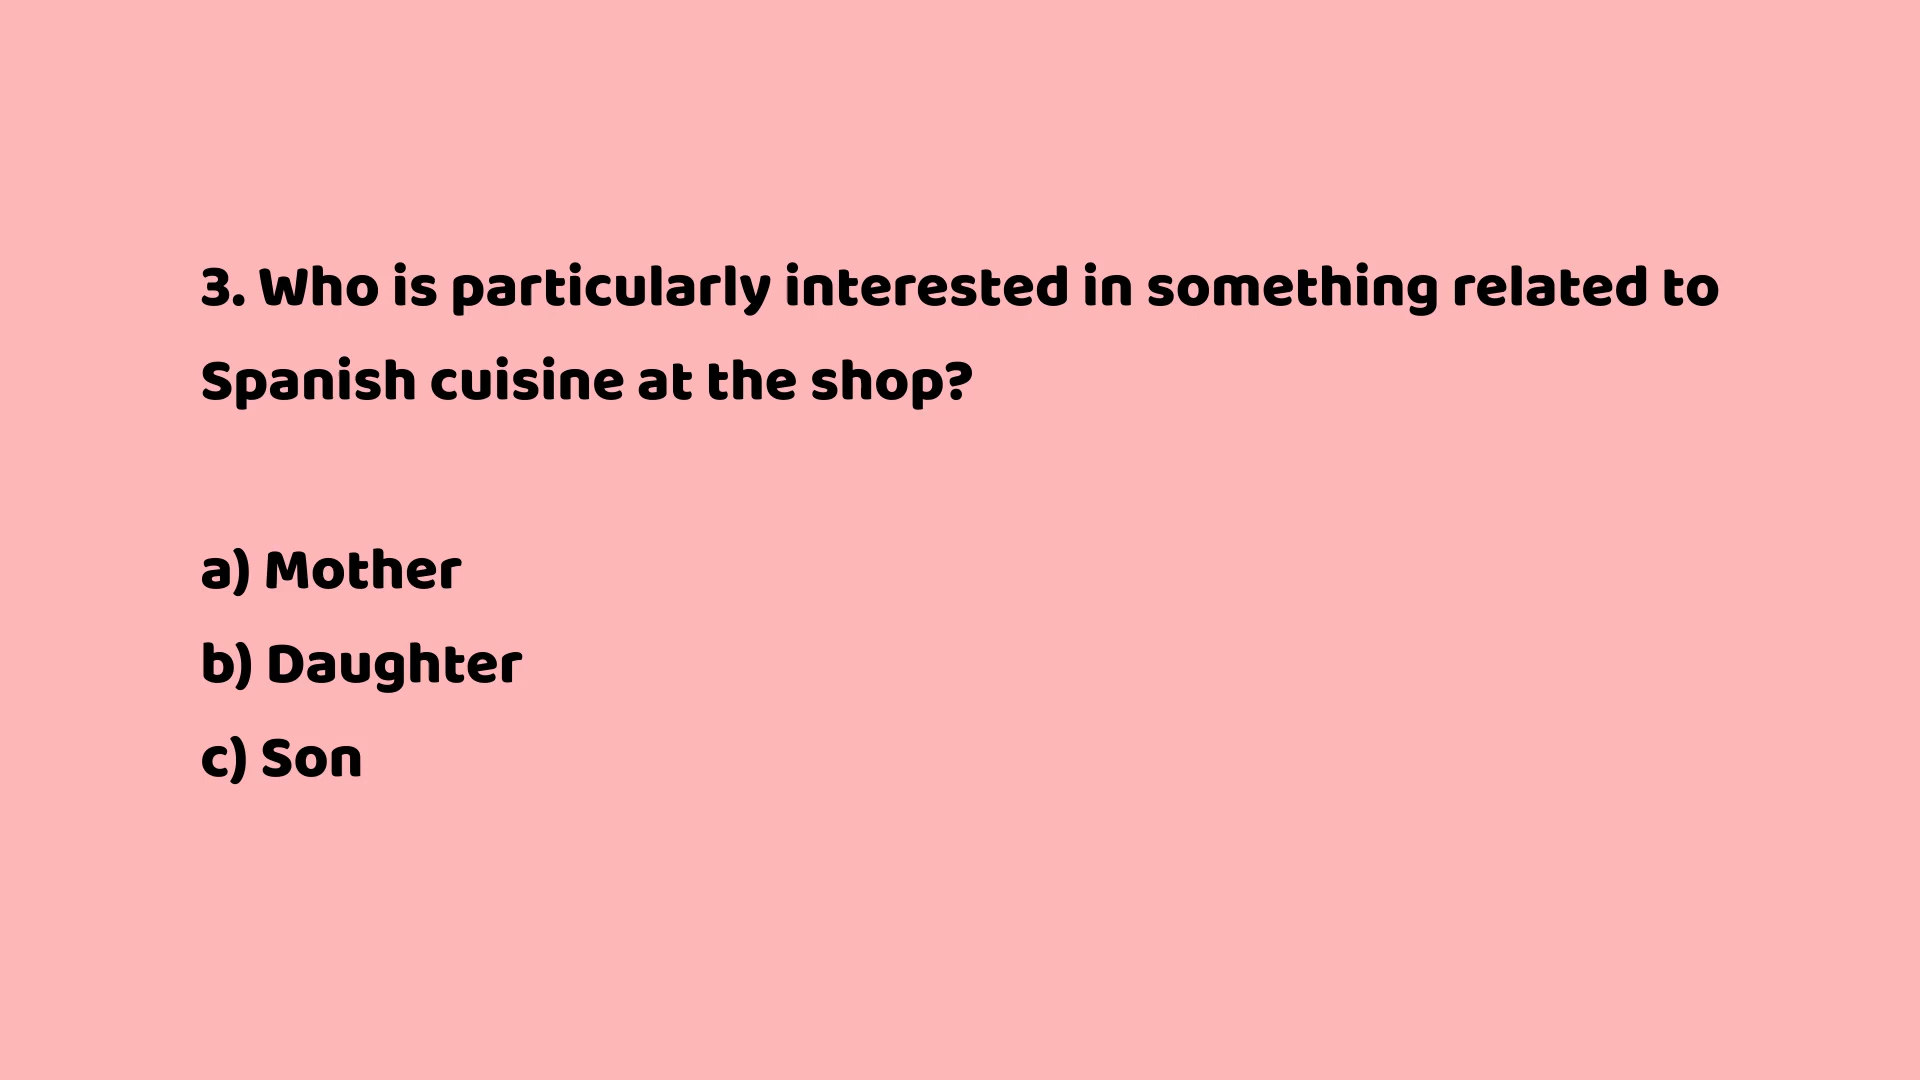 3. Who is particularly interested in something related to
Spanish cuisine at the shop?
a) Mother
b) Daughter
c) Son